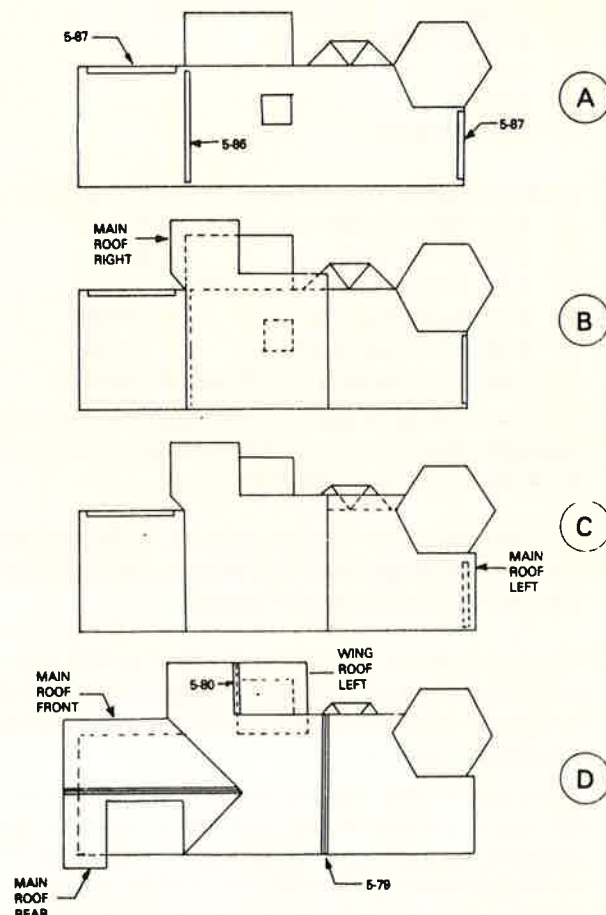 5-87
A
5-86
5-87
MAIN
ROOF
RIGHT
B
C
MAIN
ROOF
LEFT
WING
ROOF
LEFT
MAIN
ROOF
FRONT
5-80
D
MAIN
ROOF
REAR
5-79